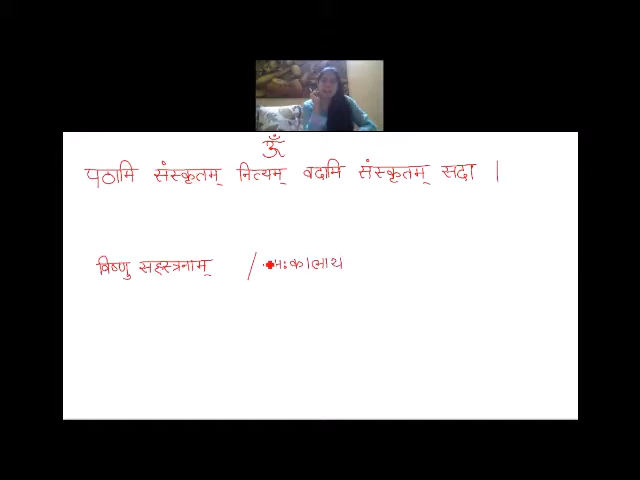 ॐ
पठामि संस्कृतम् नित्यम् वदामि संस्कृतम् सदा ।
विष्णु सहस्त्रनाम् /